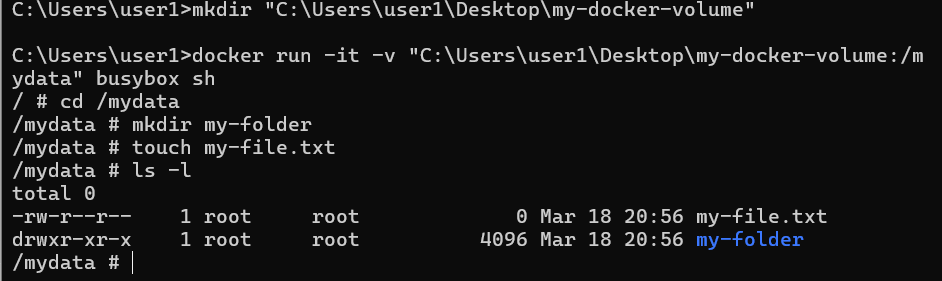 C:\Users\user1>mkdir "C:\Users\user1\Desktop\my-docker-volume"
C:\Users\user1>docker run -it -v "C:\Users\user1\Desktop\my-docker-volume:/m
ydata" busybox sh
/ # cd /mydata
/mydata # mkdir my-folder
/mydata # touch my-file.txt
/mydata # ls -l
total 0
-rw-r--r--    1 root     root             0 Mar 18 20:56 my-file.txt
drwxr-xr-x    1 root     root          4096 Mar 18 20:56 my-folder
/mydata #